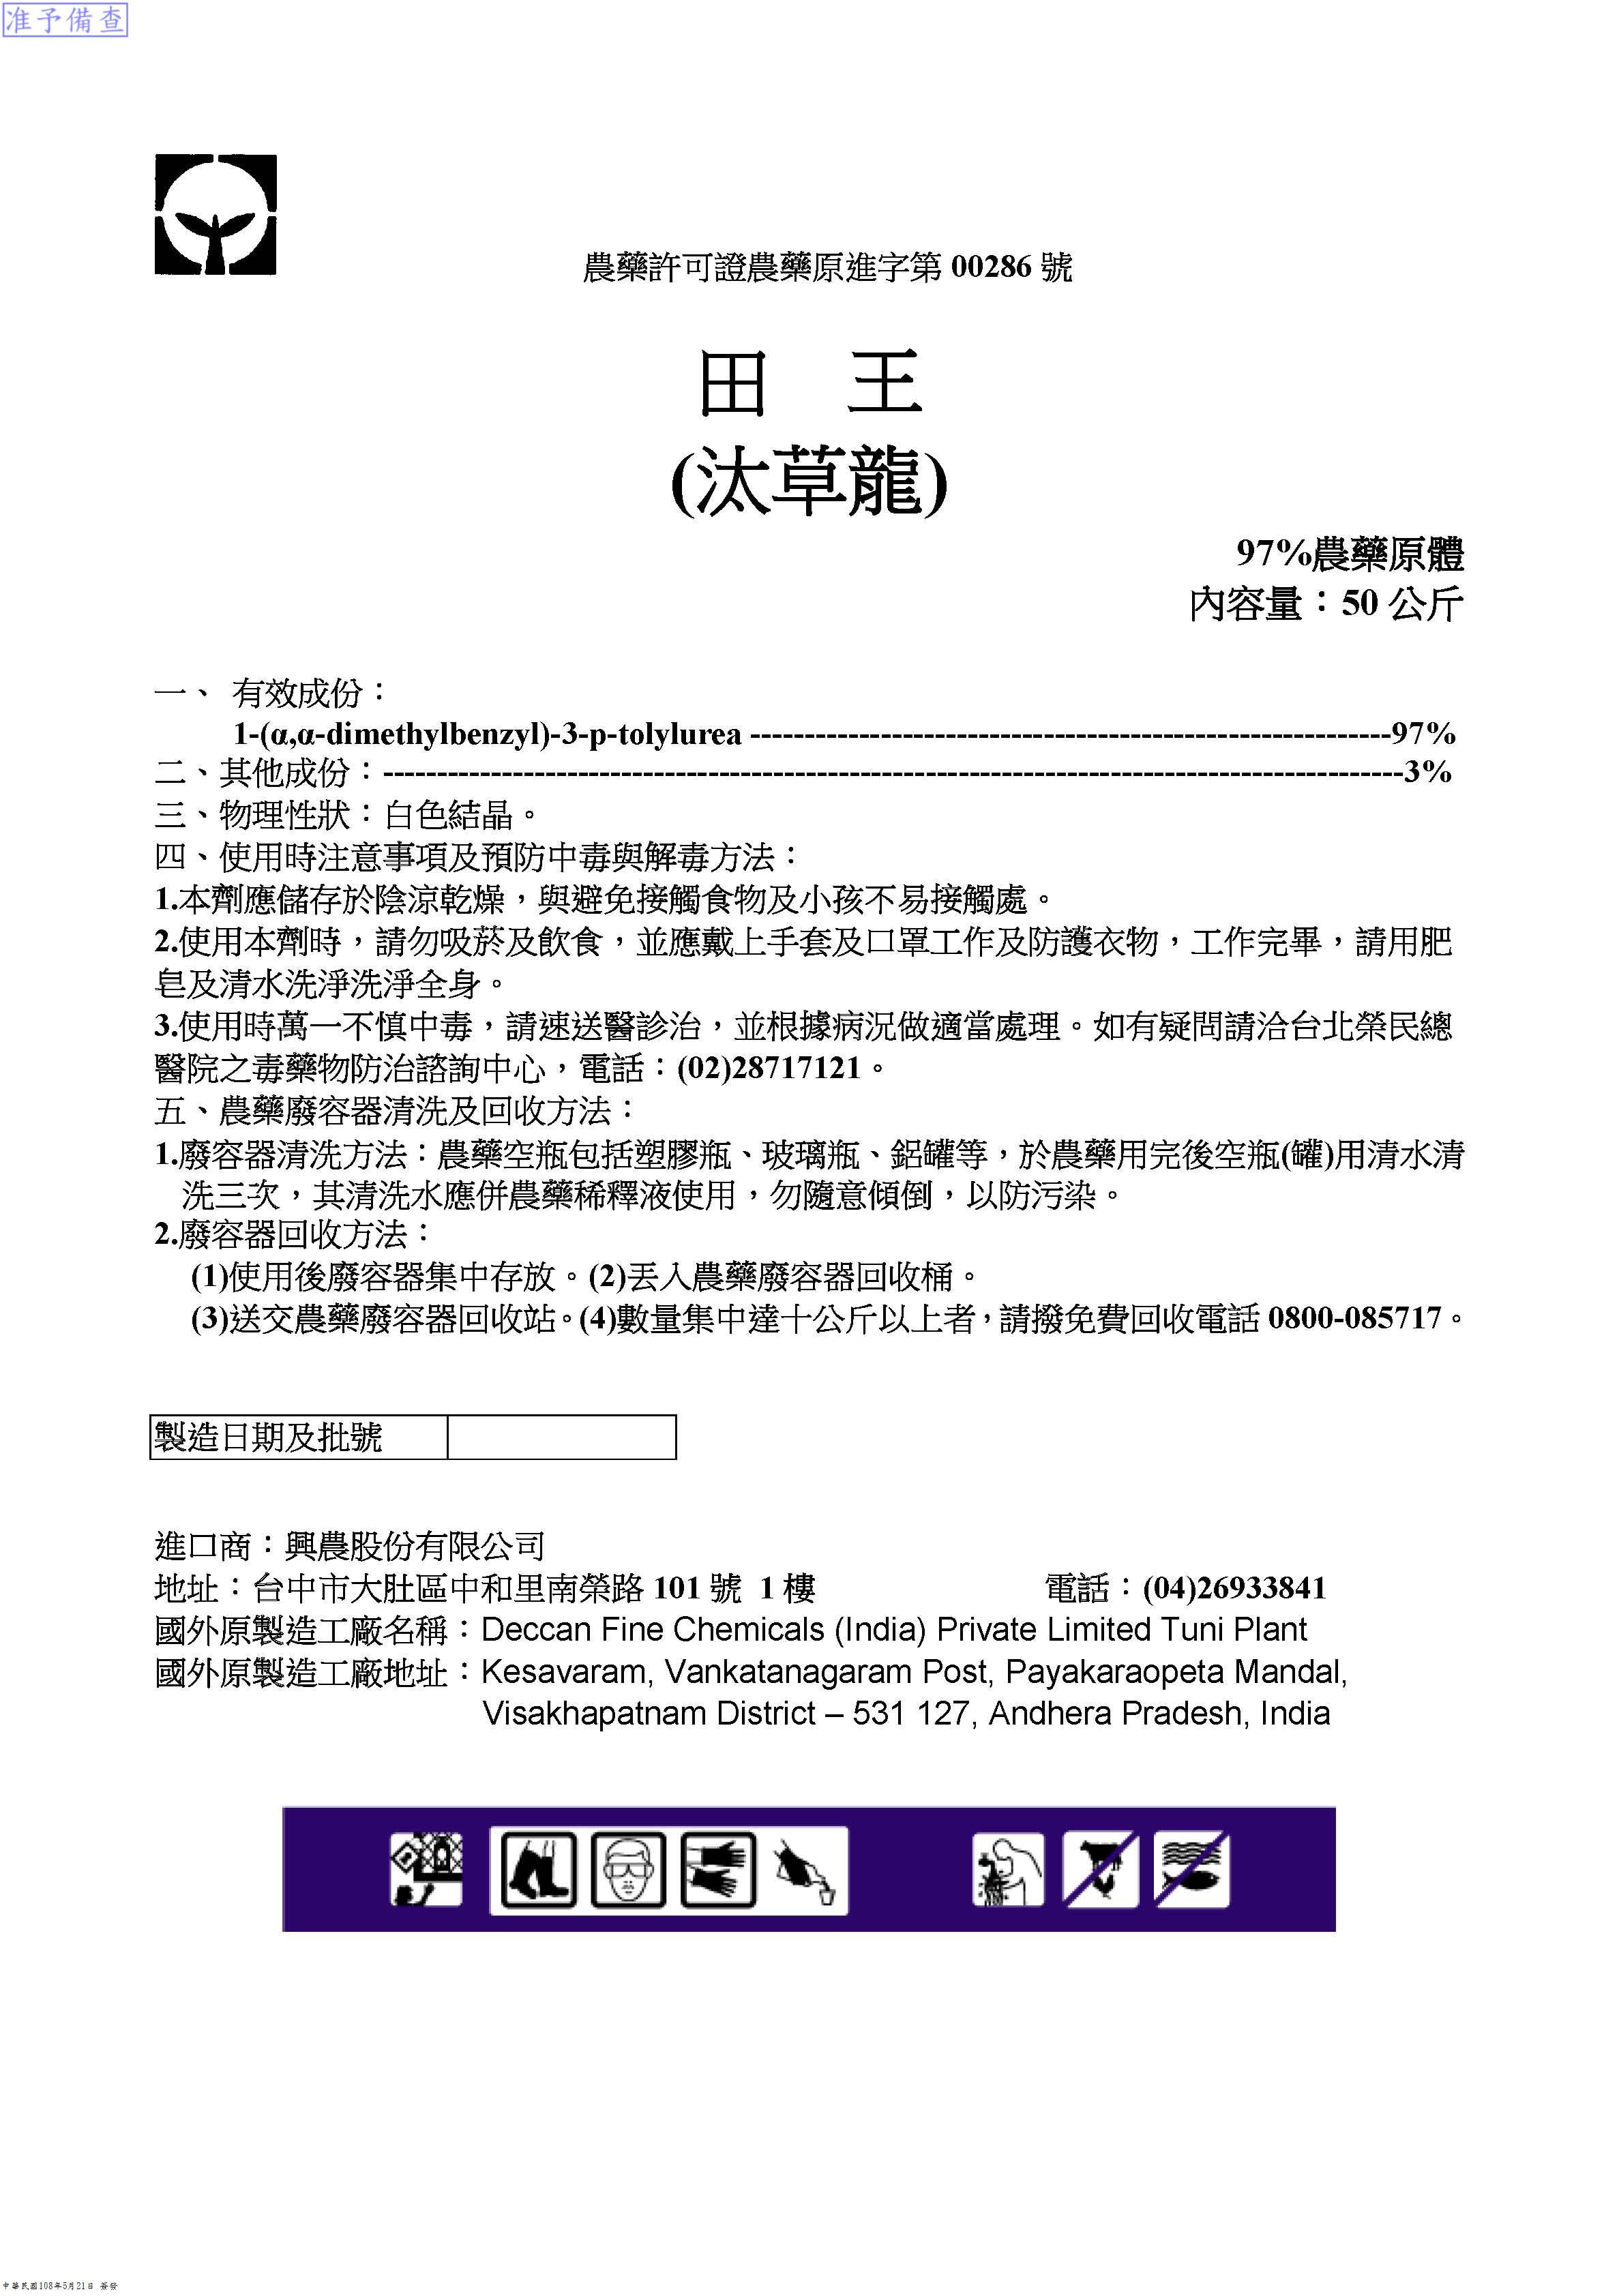 准予備查
農藥許可證農藥原進字第 00286 號
田 王
(汰草龍)
97%農藥原體
內容量：50 公斤
一、 有效成份：
1-(α,α-dimethylbenzyl)-3-p-tolylurea -----------------------------------------------------------97%
二、其他成份：----------------------------------------------------------------------------------------------3%
三、物理性狀：白色結晶。
四、使用時注意事項及預防中毒與解毒方法：
1.本劑應儲存於陰涼乾燥，與避免接觸食物及小孩不易接觸處。
2.使用本劑時，請勿吸菸及飲食，並應戴上手套及口罩工作及防護衣物，工作完畢，請用肥
皂及清水洗淨洗淨全身。
3.使用時萬一不慎中毒，請速送醫診治，並根據病況做適當處理。如有疑問請洽台北榮民總
醫院之毒藥物防治諮詢中心，電話：(02)28717121。
五、農藥廢容器清洗及回收方法：
1.廢容器清洗方法：農藥空瓶包括塑膠瓶、玻璃瓶、鋁罐等，於農藥用完後空瓶(罐)用清水清
洗三次，其清洗水應併農藥稀釋液使用，勿隨意傾倒，以防污染。
2.廢容器回收方法：
(1)使用後廢容器集中存放。(2)丟入農藥廢容器回收桶。
(3)送交農藥廢容器回收站。(4)數量集中達十公斤以上者，請撥免費回收電話 0800-085717。
製造日期及批號
進口商：興農股份有限公司
地址：台中市大肚區中和里南榮路 101 號 1 樓 電話：(04)26933841
國外原製造工廠名稱：Deccan Fine Chemicals (India) Private Limited Tuni Plant
國外原製造工廠地址：Kesavaram, Vankatanagaram Post, Payakaraopeta Mandal,
Visakhapatnam District – 531 127, Andhera Pradesh, India
中華民國108年5月21日 簽發